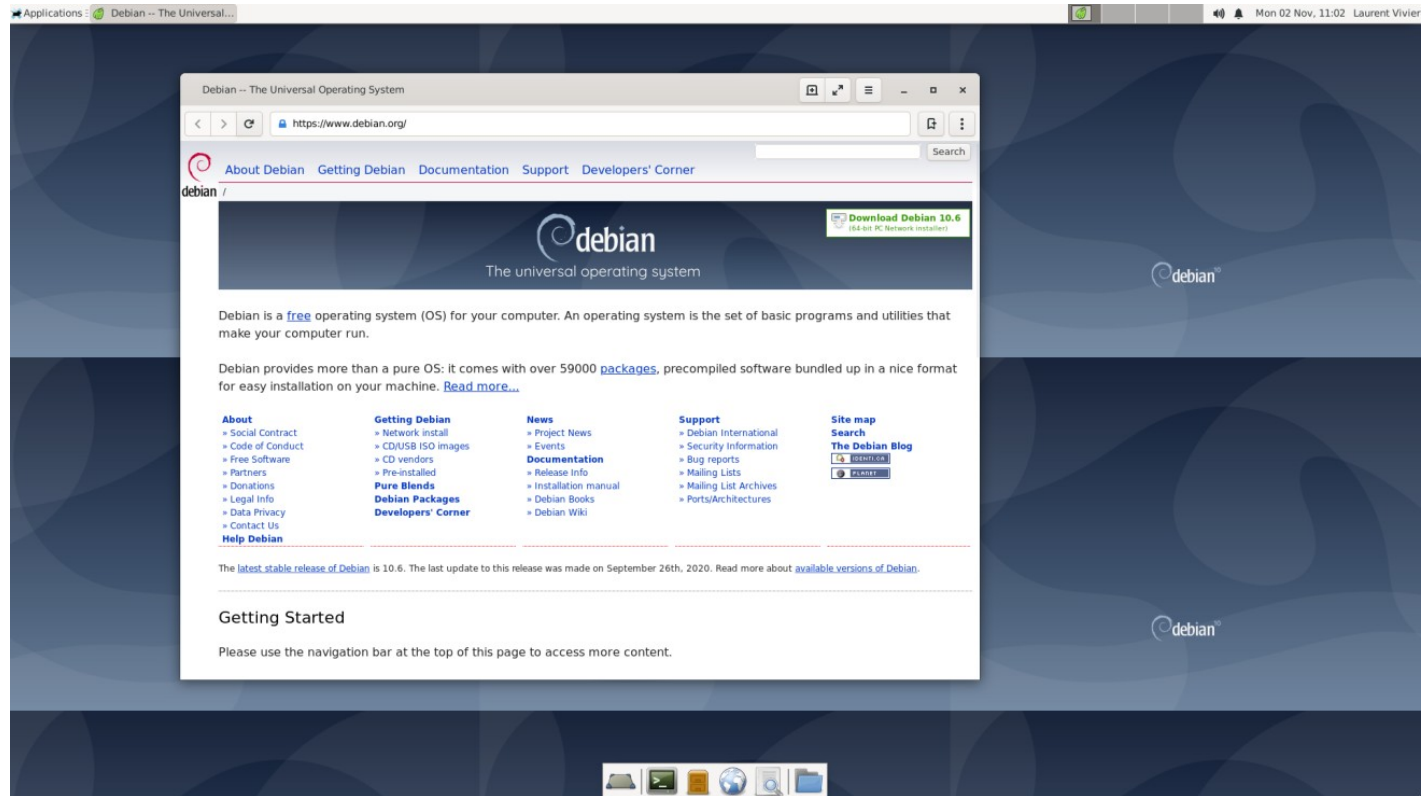 Applications Debian -- The Universal... Mon 02 Nov, 11:02 Laurent Vivier
Debian -- The Universal Operating System
https://www.debian.org/
Search
About Debian Getting Debian Documentation Support Developers' Corner
debian /
Download Debian 10.6
(64-bit PC Network installer)
debian
The universal operating system
Debian is a free operating system (OS) for your computer. An operating system is the set of basic programs and utilities that
make your computer run.
Debian provides more than a pure OS: it comes with over 59000 packages, precompiled software bundled up in a nice format
for easy installation on your machine. Read more...
About
» Social Contract
» Code of Conduct
» Free Software
» Partners
» Donations
» Legal Info
» Data Privacy
» Contact Us
Help Debian
Getting Debian
» Network install
» CD/USB ISO images
» CD vendors
» Pre-installed
Pure Blends
Debian Packages
Developers' Corner
News
» Project News
» Events
Documentation
» Release Info
» Installation manual
» Debian Books
» Debian Wiki
Support
» Debian International
» Security Information
» Bug reports
» Mailing Lists
» Mailing List Archives
» Ports/Architectures
Site map
Search
The Debian Blog
IDENTI.CA
PLANET
The latest stable release of Debian is 10.6. The last update to this release was made on September 26th, 2020. Read more about available versions of Debian.
Getting Started
Please use the navigation bar at the top of this page to access more content.
debian 10
debian 10